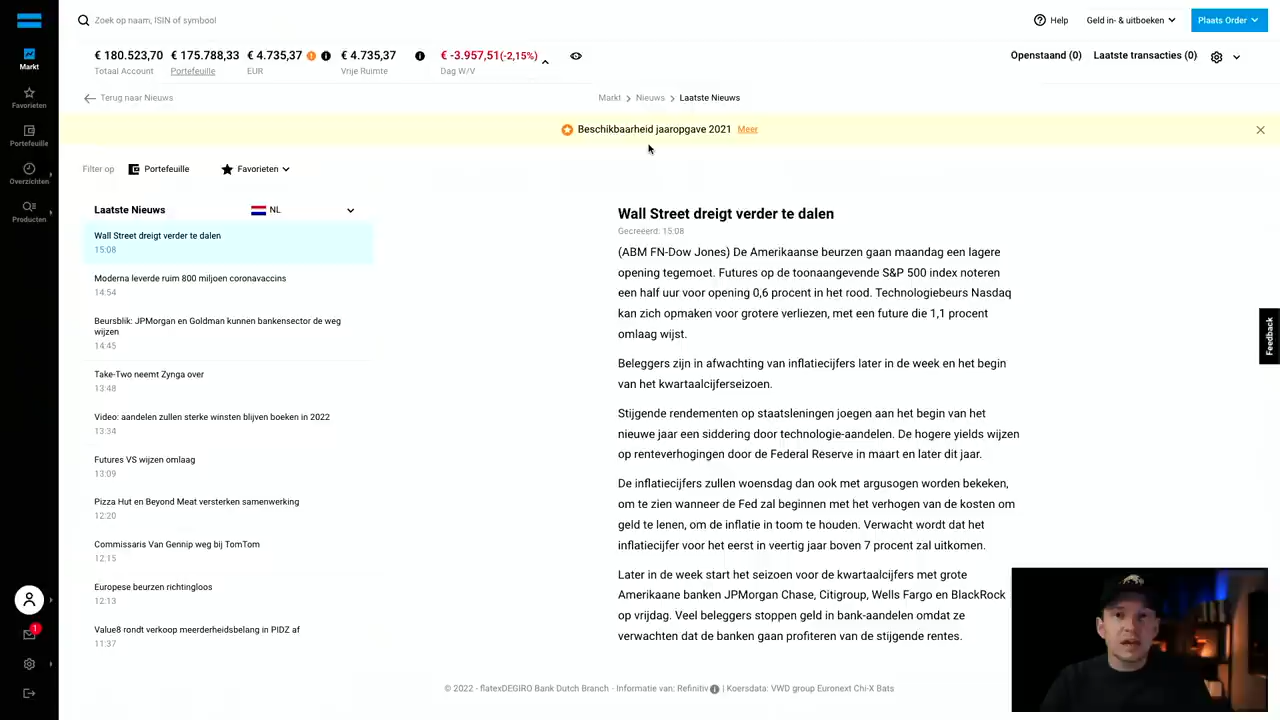 Zoek op naam, ISIN of symbool
Help
Geld in- & uitboeken
Plaats Order
Markt
Favorieten
Portefeuille
Overzichten
Producten
1
€ 180.523,70
Totaal Account
€ 175.788,33
Portefeuille
€ 4.735,37
EUR
€ 4.735,37
Vrije Ruimte
€ -3.957,51(-2,15%)
Dag W/V
Openstaand (0)
Laatste transacties (0)
Terug naar Nieuws
Markt > Nieuws > Laatste Nieuws
Beschikbaarheid jaaropgave 2021 Meer
Filter op
Portefeuille
Favorieten
Laatste Nieuws
NL
Wall Street dreigt verder te dalen
15:08
Moderna leverde ruim 800 miljoen coronavaccins
14:54
Beursblik: JPMorgan en Goldman kunnen bankensector de weg
wijzen
14:45
Take-Two neemt Zynga over
13:48
Video: aandelen zullen sterke winsten blijven boeken in 2022
13:34
Futures VS wijzen omlaag
13:09
Pizza Hut en Beyond Meat versterken samenwerking
12:20
Commissaris Van Gennip weg bij TomTom
12:15
Europese beurzen richtingloos
12:13
Value8 rondt verkoop meerderheidsbelang in PIDZ af
11:37
Wall Street dreigt verder te dalen
Gecreeerd: 15:08
(ABM FN-Dow Jones) De Amerikaanse beurzen gaan maandag een lagere
opening tegemoet. Futures op de toonaangevende S&P 500 index noteren
een half uur voor opening 0,6 procent in het rood. Technologiebeurs Nasdaq
kan zich opmaken voor grotere verliezen, met een future die 1,1 procent
omlaag wijst.
Beleggers zijn in afwachting van inflatiecijfers later in de week en het begin
van het kwartaalcijferseizoen.
Stijgende rendementen op staatsleningen joegen aan het begin van het
nieuwe jaar een siddering door technologie-aandelen. De hogere yields wijzen
op renteverhogingen door de Federal Reserve in maart en later dit jaar.
De inflatiecijfers zullen woensdag dan ook met argusogen worden bekeken,
om te zien wanneer de Fed zal beginnen met het verhogen van de kosten om
geld te lenen, om de inflatie in toom te houden. Verwacht wordt dat het
inflatiecijfer voor het eerst in veertig jaar boven 7 procent zal uitkomen.
Later in de week start het seizoen voor de kwartaalcijfers met grote
Amerikaanse banken JPMorgan Chase, Citigroup, Wells Fargo en BlackRock
op vrijdag. Veel beleggers stoppen geld in bank-aandelen omdat ze
verwachten dat de banken gaan profiteren van de stijgende rentes.
Feedback
© 2022 - flatexDEGIRO Bank Dutch Branch - Informatie van: Refinitiv | Koersdata: VWD group Euronext Chi-X Bats